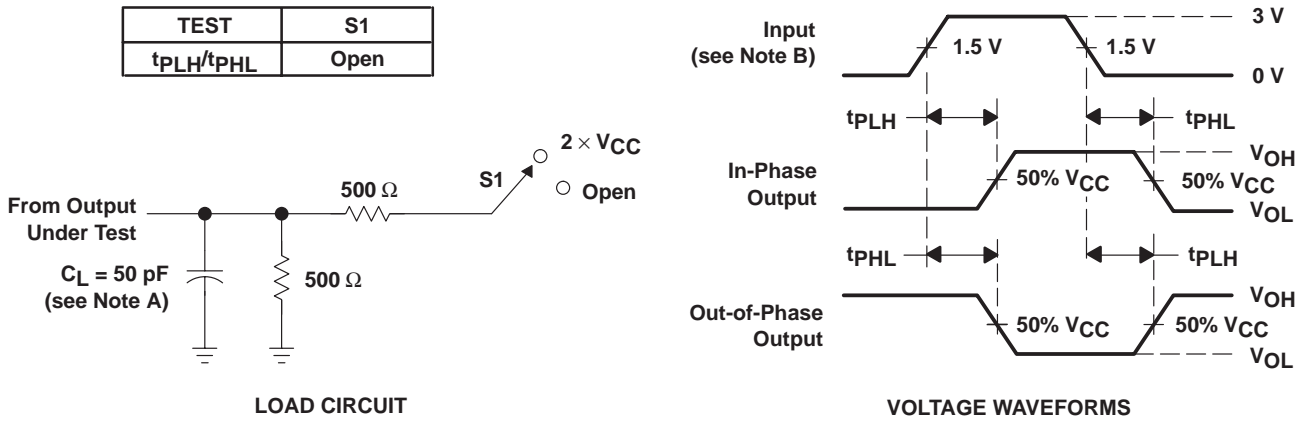 TEST S1
tPLH/tPHL Open
2 × VCC
S1
Open
500 Ω
From Output
Under Test
CL = 50 pF
(see Note A)
500 Ω
LOAD CIRCUIT
Input
(see Note B)
3 V
1.5 V 1.5 V
0 V
tPLH tPHL
In-Phase
Output
VOH
50% VCC 50% VCC
VOL
tPHL tPLH
Out-of-Phase
Output
VOH
50% VCC 50% VCC
VOL
VOLTAGE WAVEFORMS